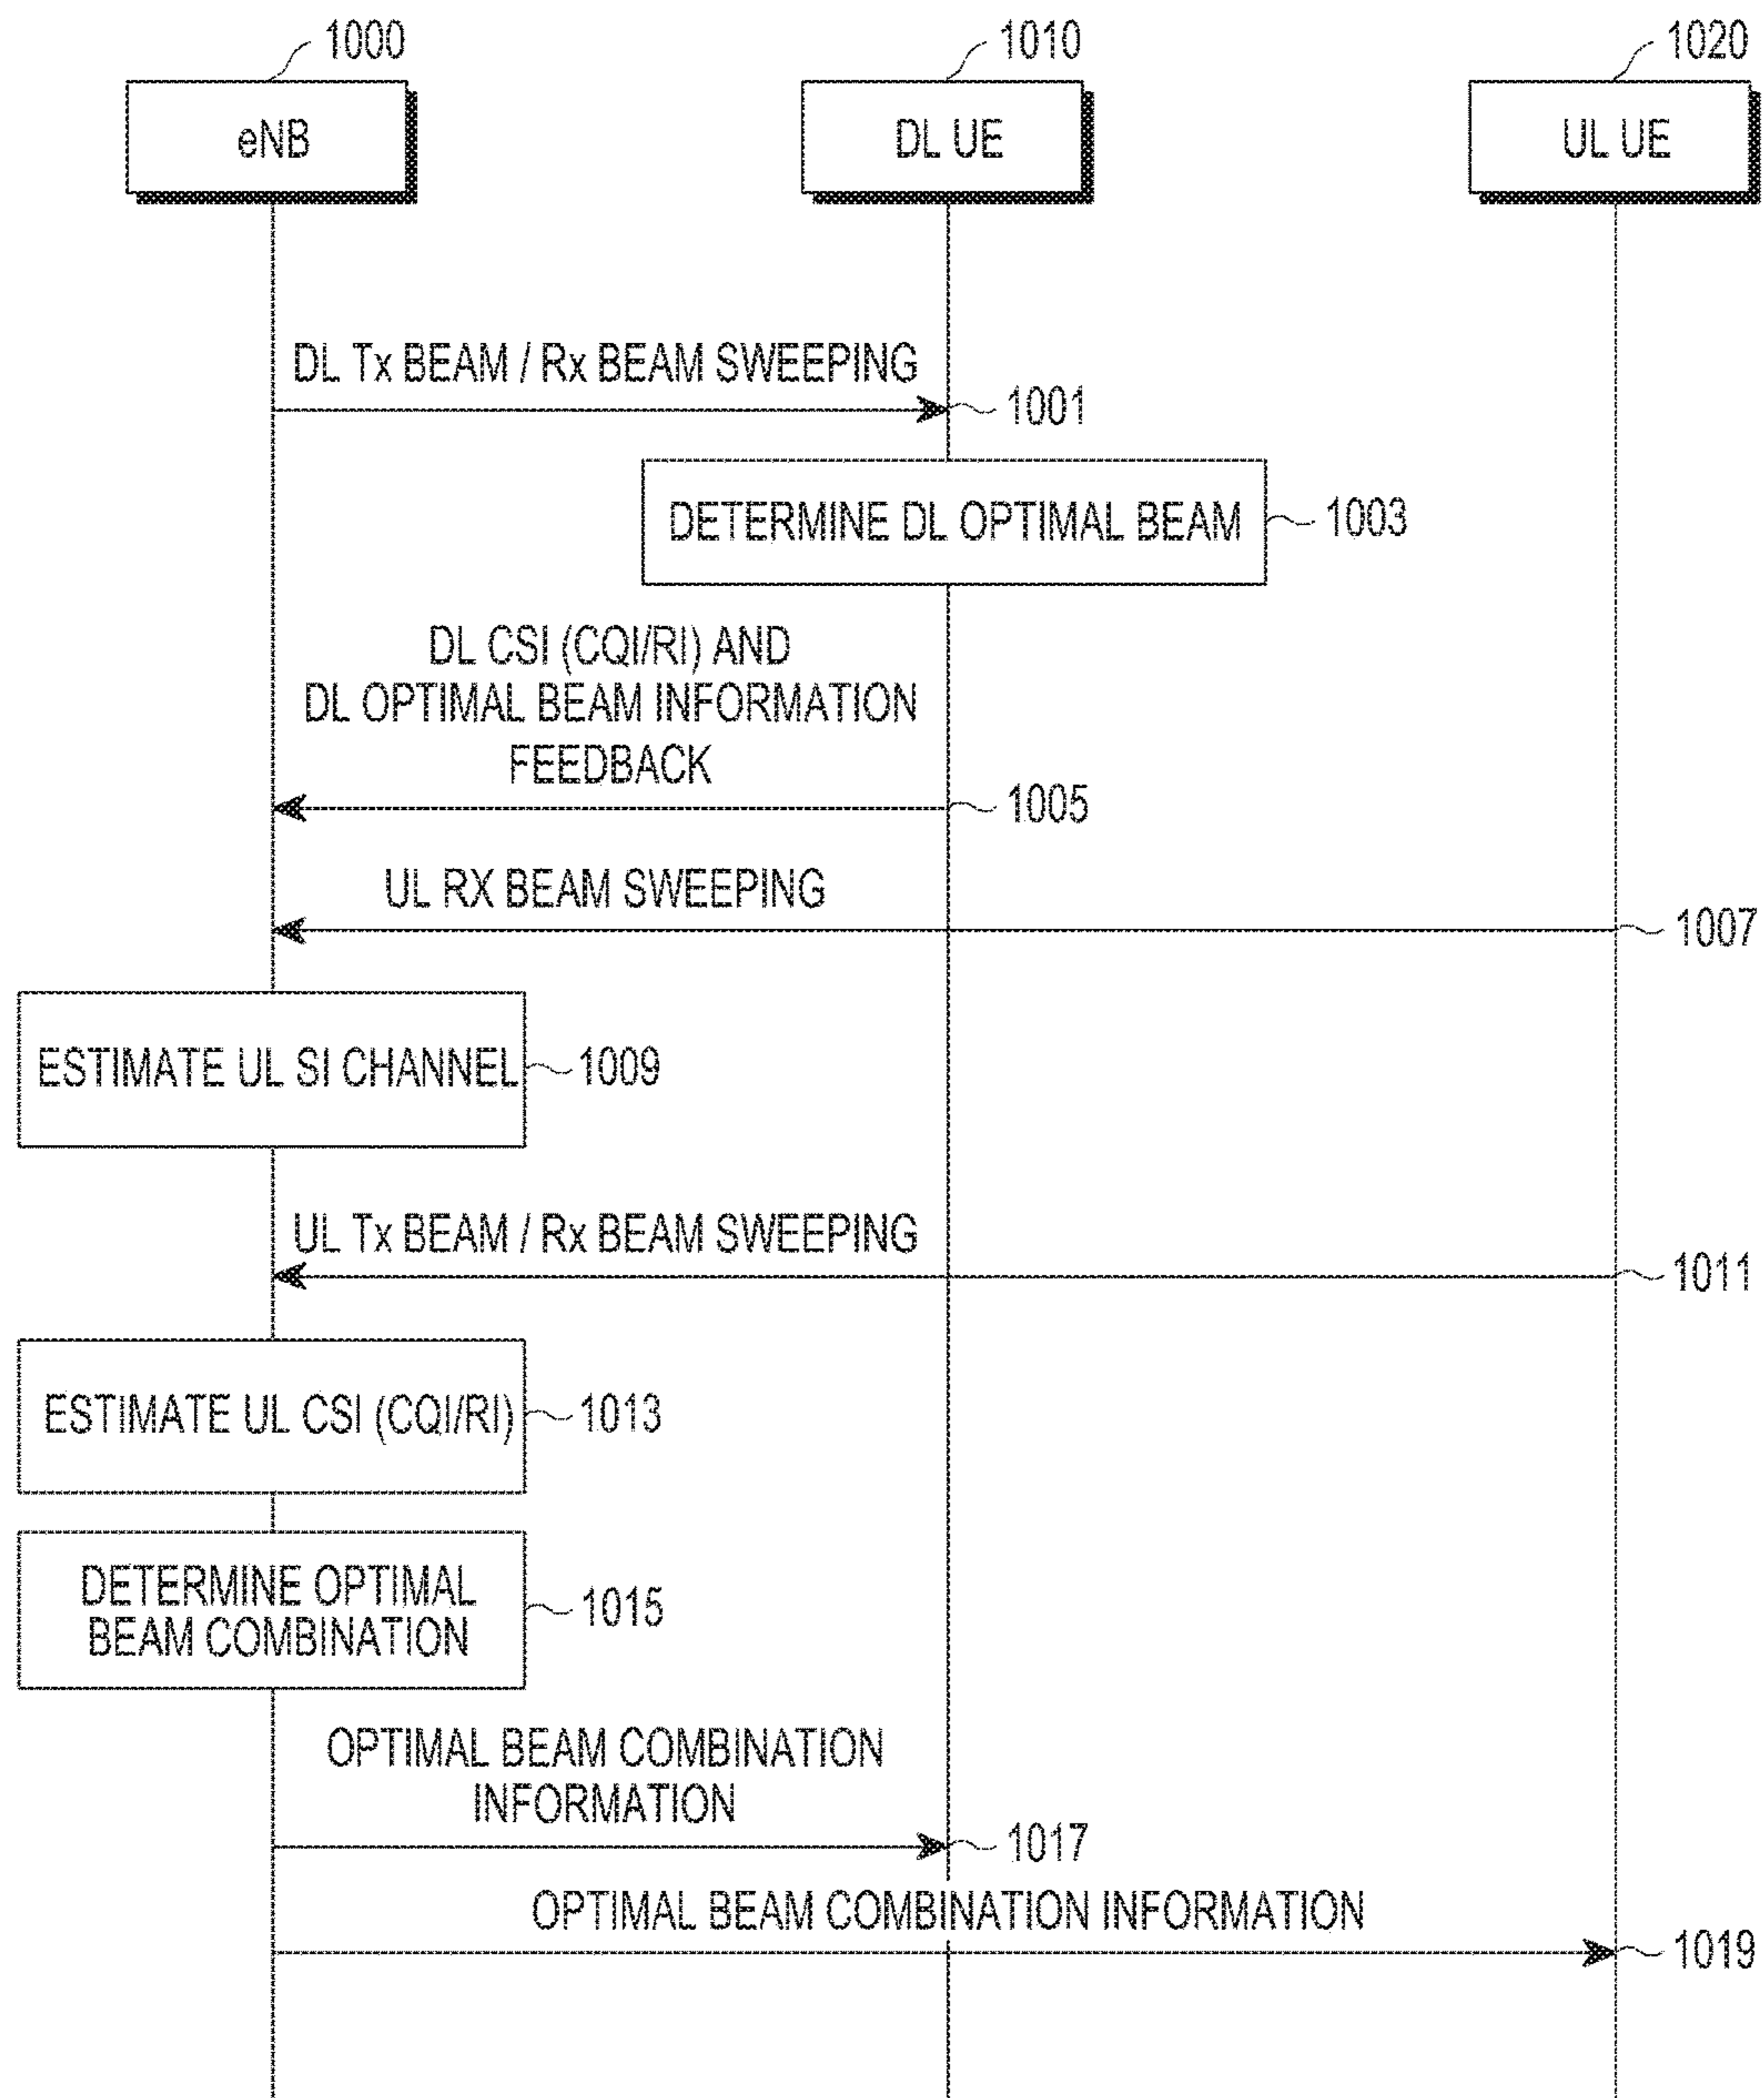 1000
1010
1020
eNB
DL UE
UL UE
DL Tx BEAM / Rx BEAM SWEEPING
1001
DETERMINE DL OPTIMAL BEAM
1003
DL CSI (CQI/RI) AND
DL OPTIMAL BEAM INFORMATION
FEEDBACK
1005
UL RX BEAM SWEEPING
1007
ESTIMATE UL SI CHANNEL
1009
UL Tx BEAM / Rx BEAM SWEEPING
1011
ESTIMATE UL CSI (CQI/RI)
1013
DETERMINE OPTIMAL
BEAM COMBINATION
1015
OPTIMAL BEAM COMBINATION
INFORMATION
1017
OPTIMAL BEAM COMBINATION INFORMATION
1019